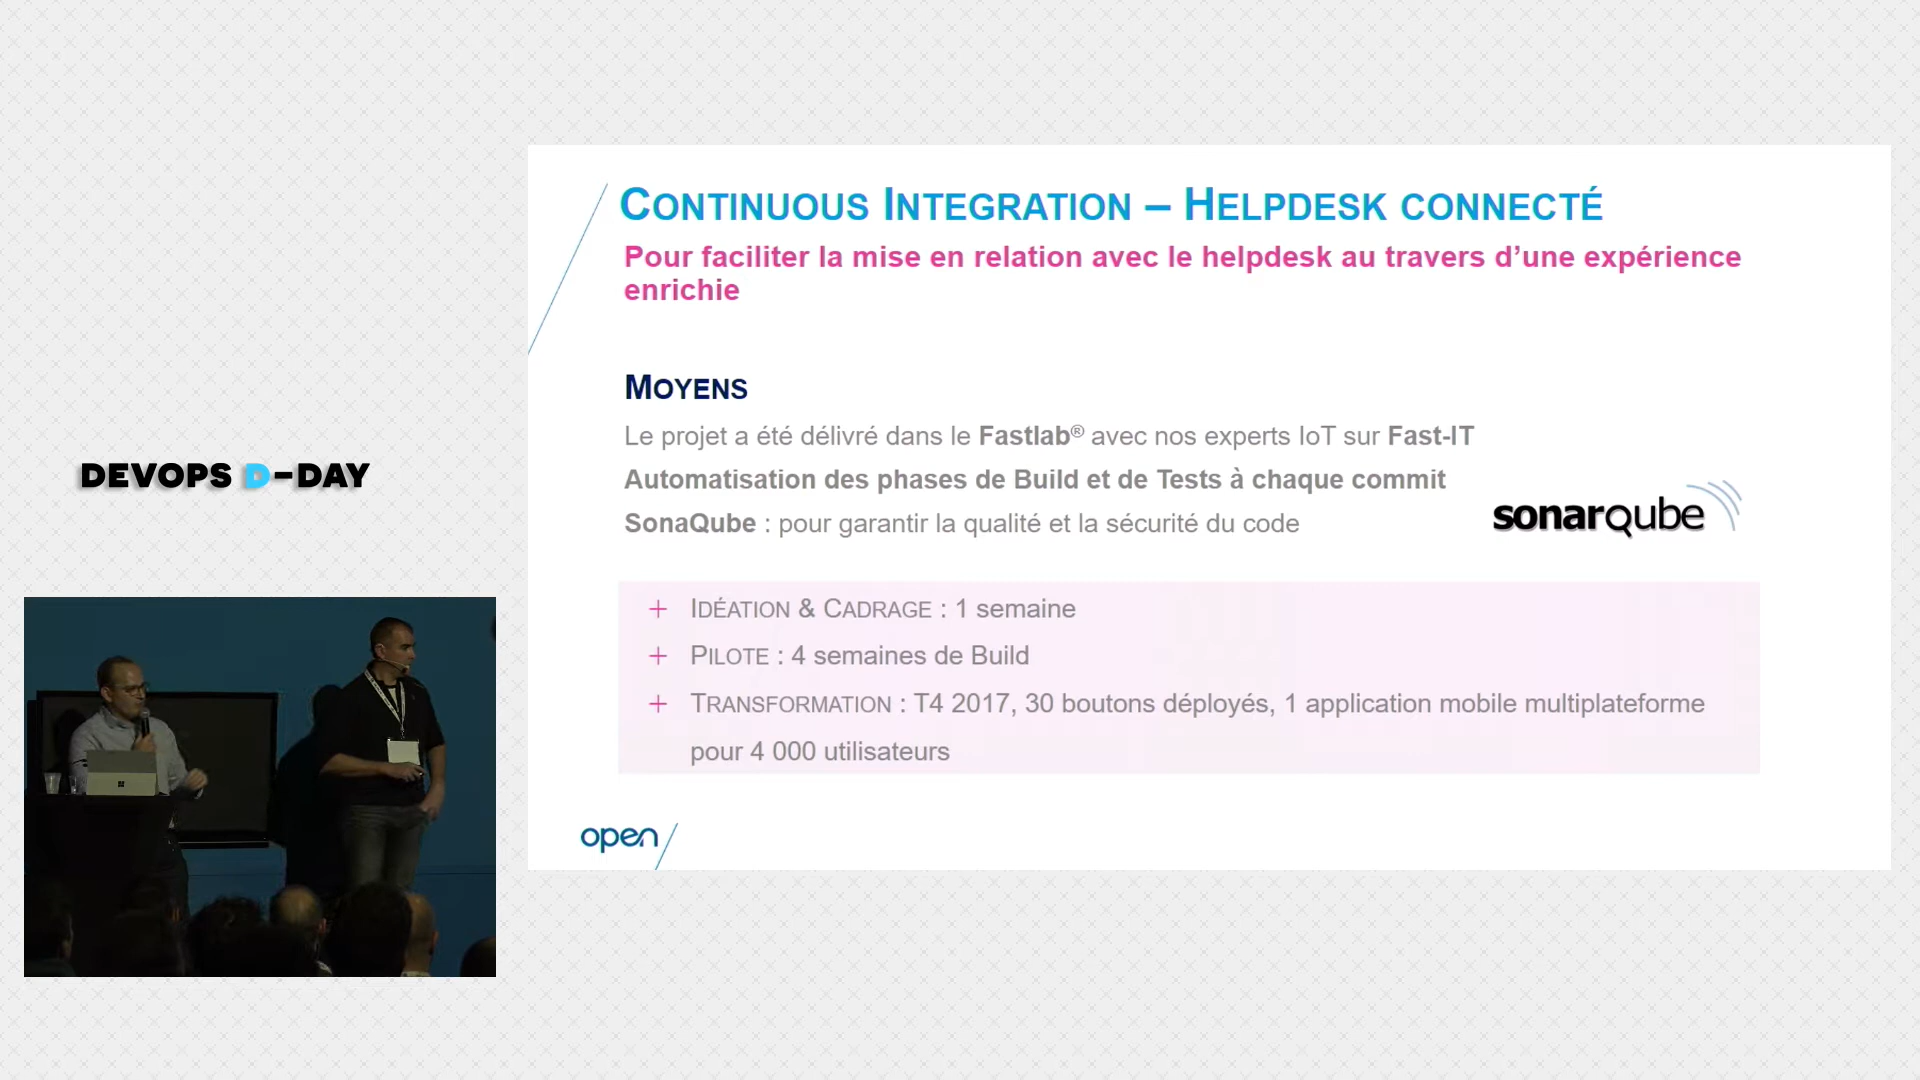 CONTINUOUS INTEGRATION – HELPDESK CONNECTÉ
Pour faciliter la mise en relation avec le helpdesk au travers d’une expérience
enrichie
MOYENS
Le projet a été délivré dans le Fastlab® avec nos experts IoT sur Fast-IT
Automatisation des phases de Build et de Tests à chaque commit
SonaQube : pour garantir la qualité et la sécurité du code
sonarqube
+ IDÉATION & CADRAGE : 1 semaine
+ PILOTE : 4 semaines de Build
+ TRANSFORMATION : T4 2017, 30 boutons déployés, 1 application mobile multiplateforme
pour 4 000 utilisateurs
open
DEVOPS D-DAY